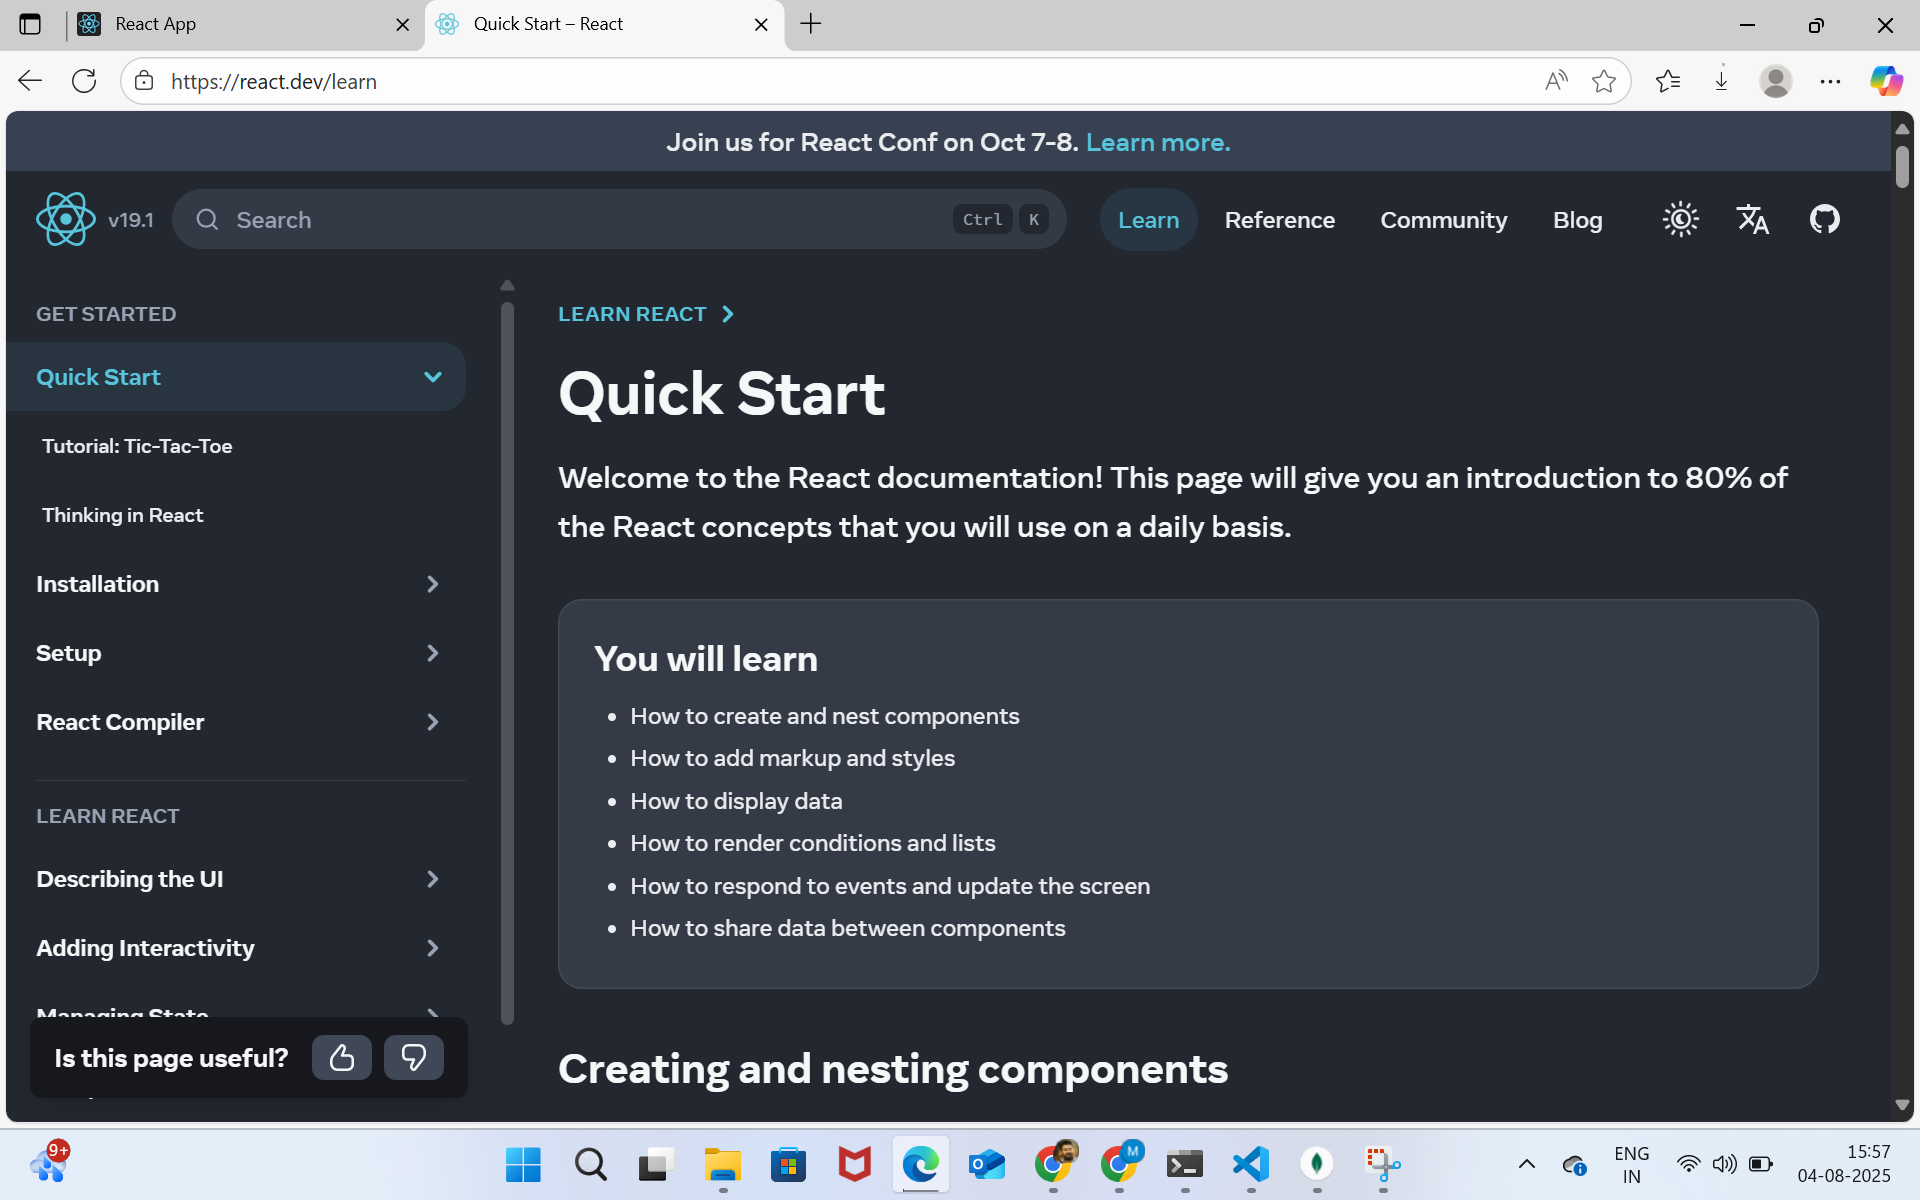 React App
Quick Start – React
https://react.dev/learn
Join us for React Conf on Oct 7-8. Learn more.
v19.1
Search
Ctrl K
Learn
Reference
Community
Blog
GET STARTED
Quick Start
Tutorial: Tic-Tac-Toe
Thinking in React
Installation
Setup
React Compiler
LEARN REACT
Describing the UI
Adding Interactivity
Managing State
Is this page useful?
LEARN REACT
Quick Start
Welcome to the React documentation! This page will give you an introduction to 80% of
the React concepts that you will use on a daily basis.
You will learn
• How to create and nest components
• How to add markup and styles
• How to display data
• How to render conditions and lists
• How to respond to events and update the screen
• How to share data between components
Creating and nesting components
9+
M
ENG
IN
15:57
04-08-2025